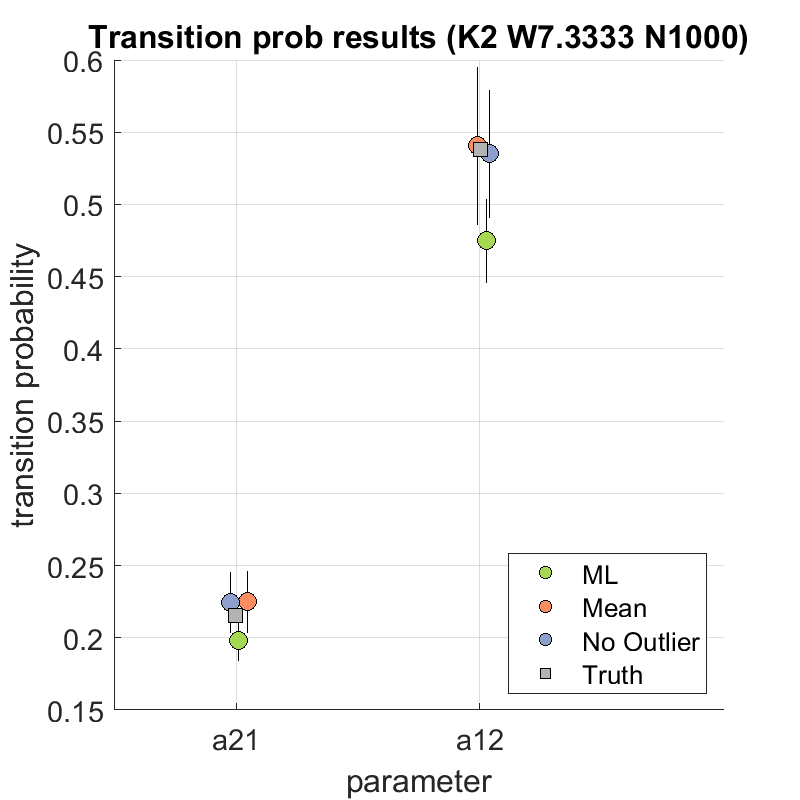 Transition prob results (K2 W7.3333 N1000)
0.6
0.55
0.5
0.45
0.4
0.35
0.3
0.25
0.2
0.15
transition probability
a21
a12
parameter
ML
Mean
No Outlier
Truth